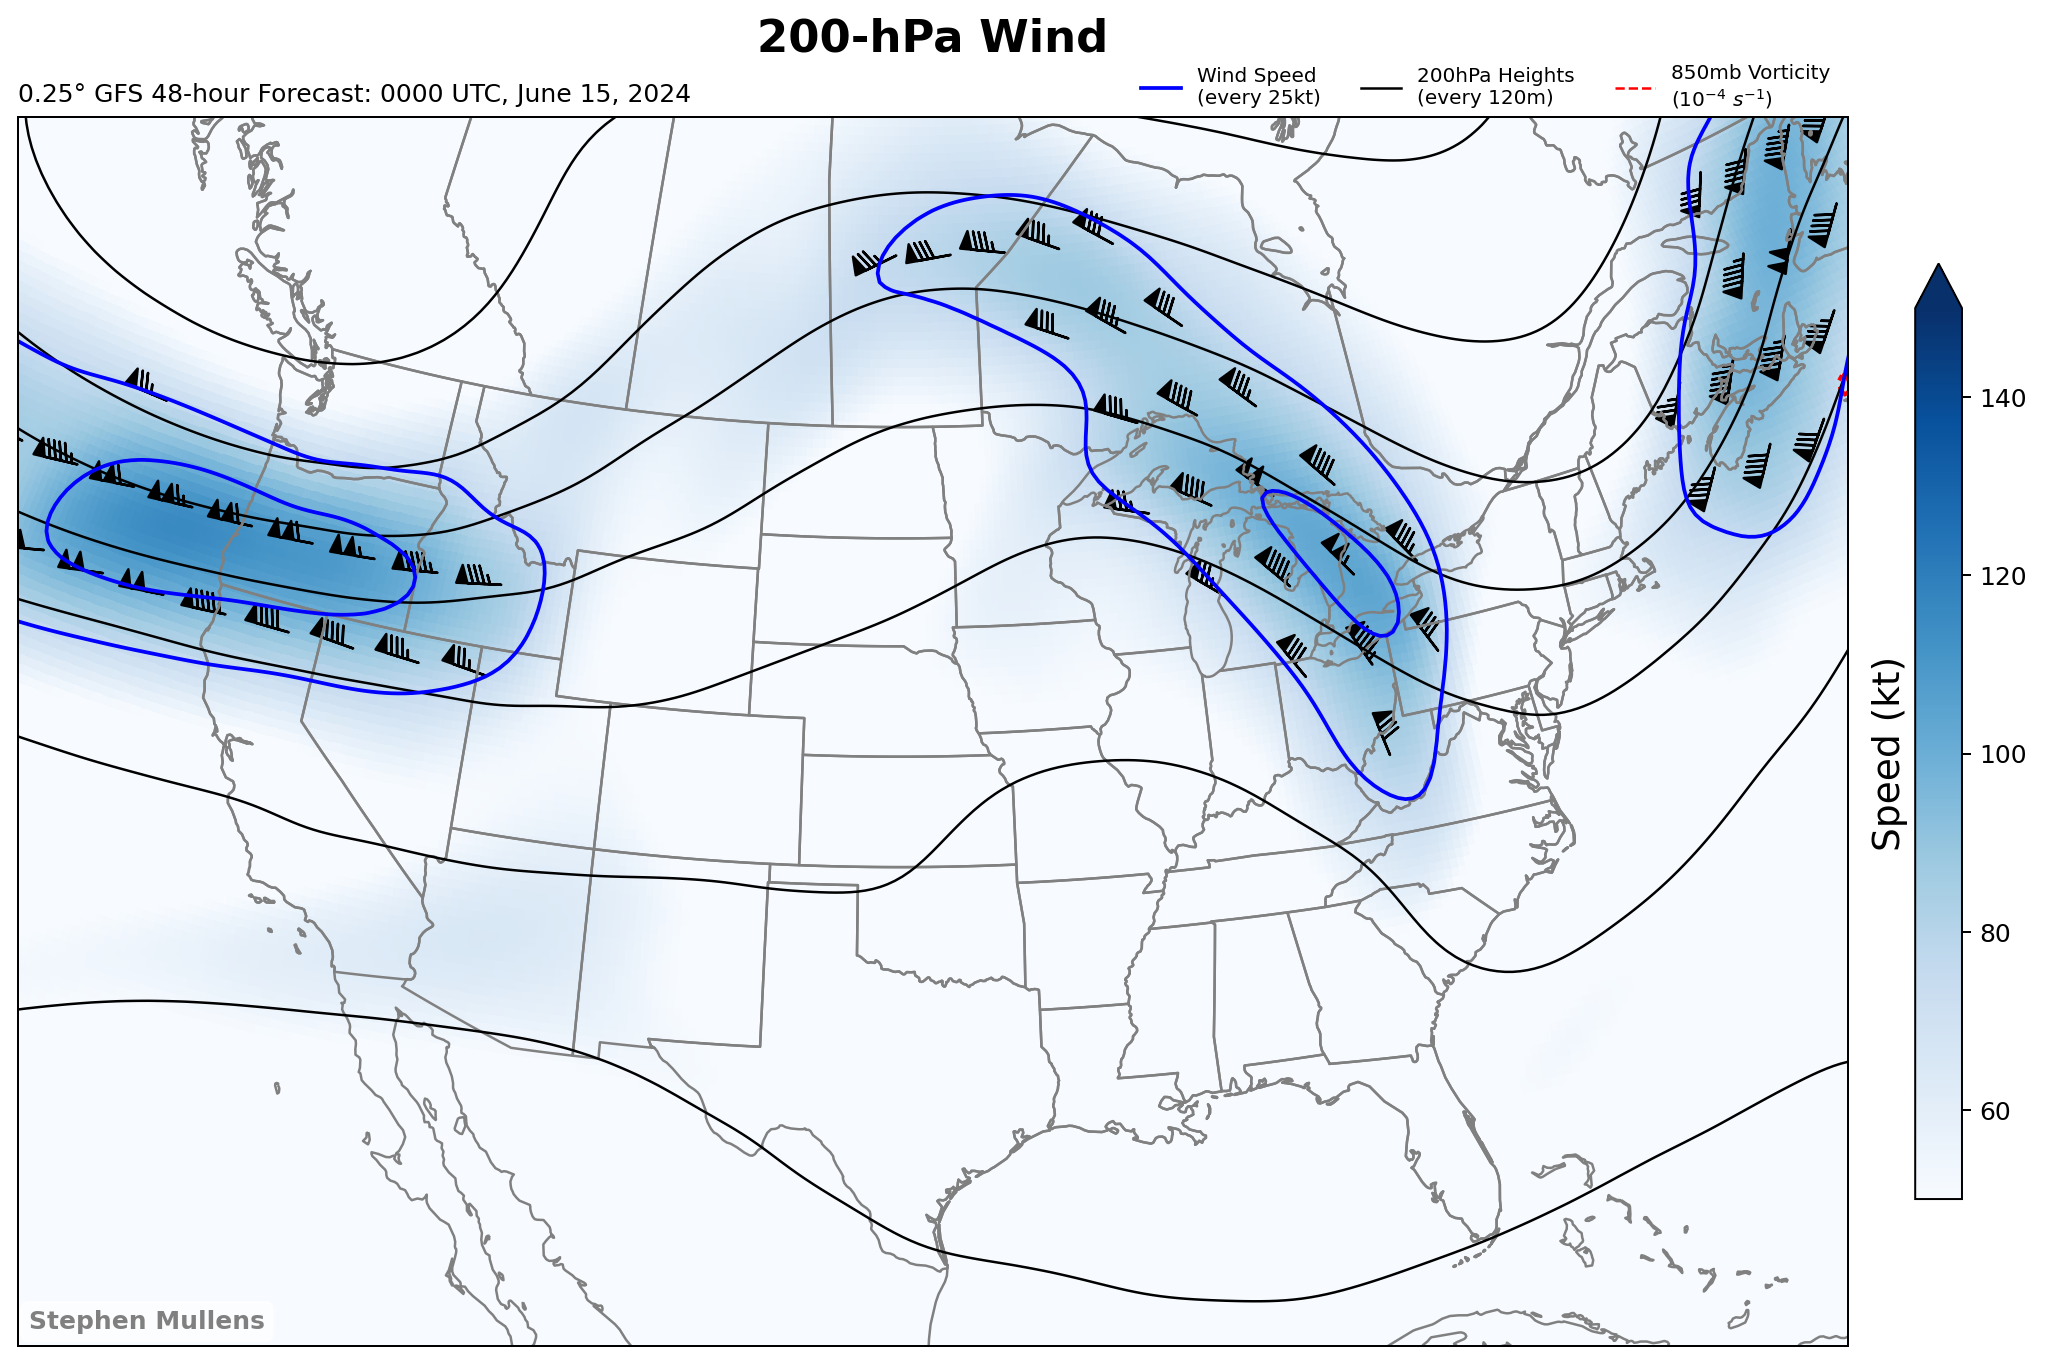 200-hPa Wind
0.25° GFS 48-hour Forecast: 0000 UTC, June 15, 2024
Wind Speed
(every 25kt)
200hPa Heights
(every 120m)
850mb Vorticity
(10⁻⁴ s⁻¹)
140
120
100
80
60
Speed (kt)
Stephen Mullens